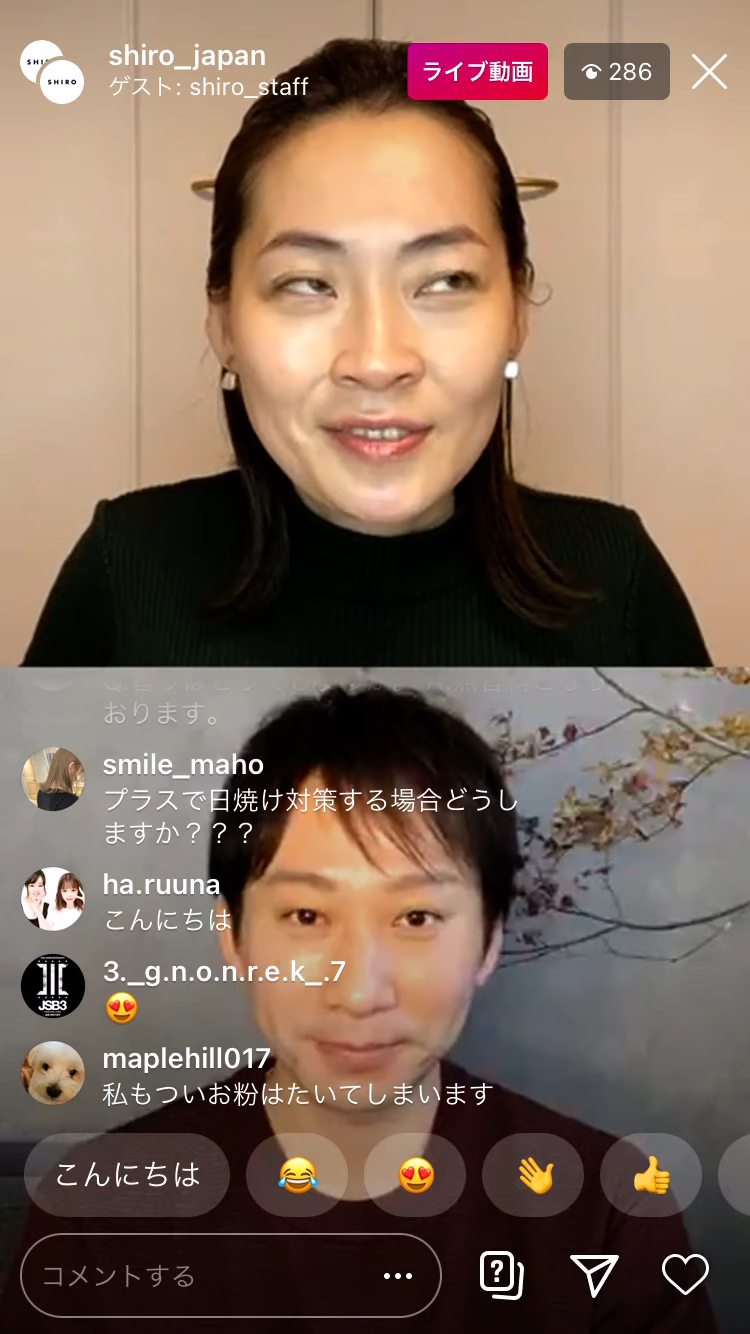 SHIRO
shiro_japan
ゲスト: shiro_staff
ライブ動画
286
おります。
smile_maho
プラスで日焼け対策する場合どうし
ますか？？？
ha.ruuna
こんにちは
3._g.n.o.n.r.e.k_.7
😍
JSB3
maplehill017
私もついお粉はたいてしまいます
こんにちは 😂 😍 👋 👍
コメントする